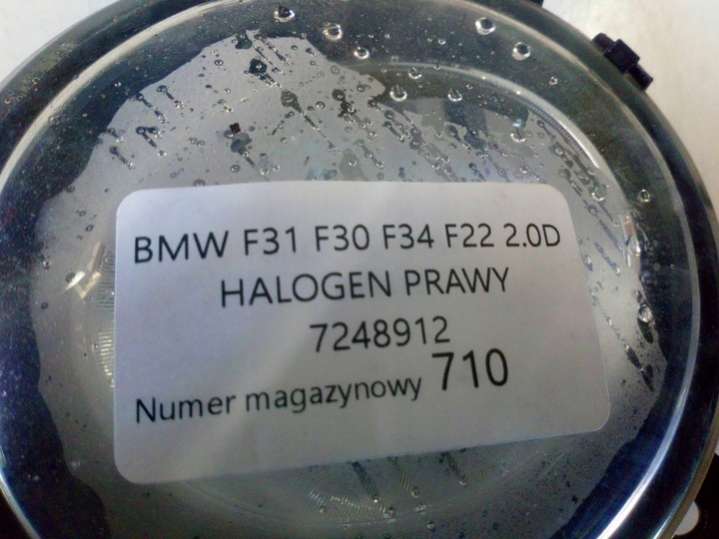 BMW F31 F30 F34 F22 2.0D
HALOGEN PRAWY
7248912
Numer magazynowy 710